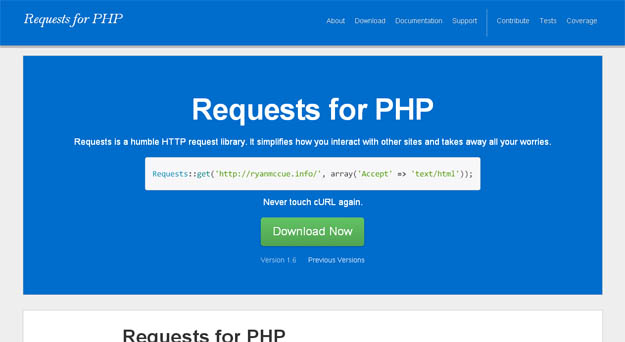 Requests for PHP
About Download Documentation Support Contribute Tests Coverage
Requests for PHP
Requests is a humble HTTP request library. It simplifies how you interact with other sites and takes away all your worries.
Requests::get('http://ryanmccue.info/', array('Accept' => 'text/html'));
Never touch cURL again.
Download Now
Version 1.6 Previous Versions
Requests for PHP